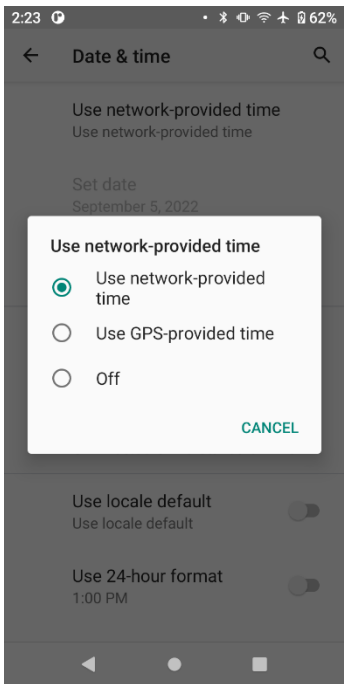 2:23 62%
Date & time
Use network-provided time
Use network-provided time
Set date
September 5, 2022
Use network-provided time
Use network-provided
time
Use GPS-provided time
Off
CANCEL
Use locale default
Use locale default
Use 24-hour format
1:00 PM